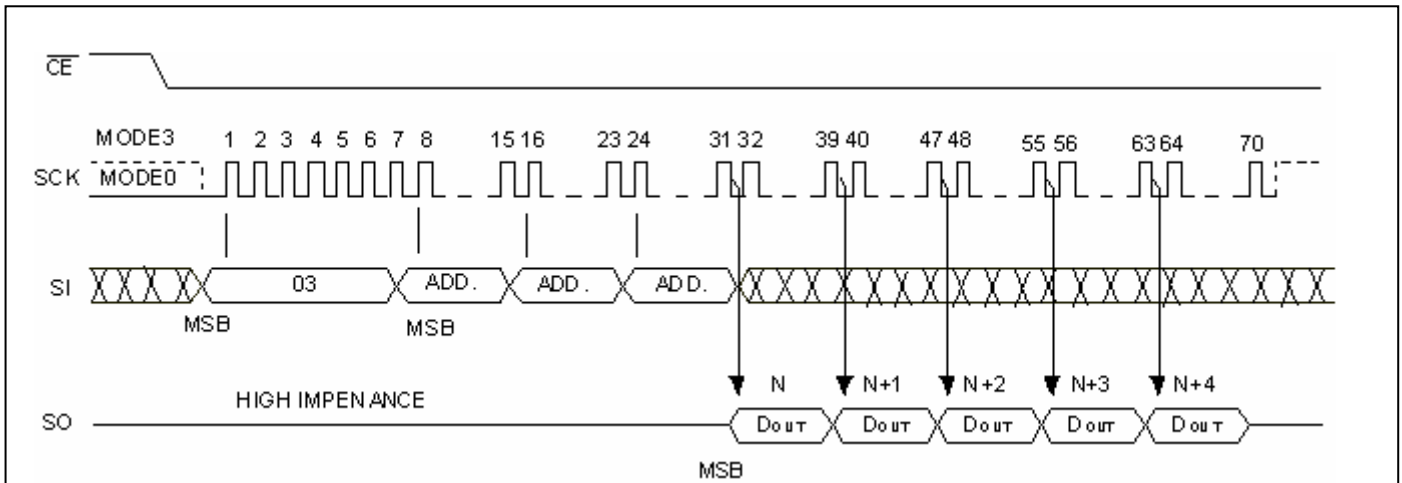 CE
MODE3 1 2 3 4 5 6 7 8 15 16 23 24 31 32 39 40 47 48 55 56 63 64 70
SCK MODE0
SI 03 ADD. ADD. ADD.
MSB MSB
N N+1 N+2 N+3 N+4
HIGH IMPENANCE
SO DOUT DOUT DOUT DOUT DOUT
MSB